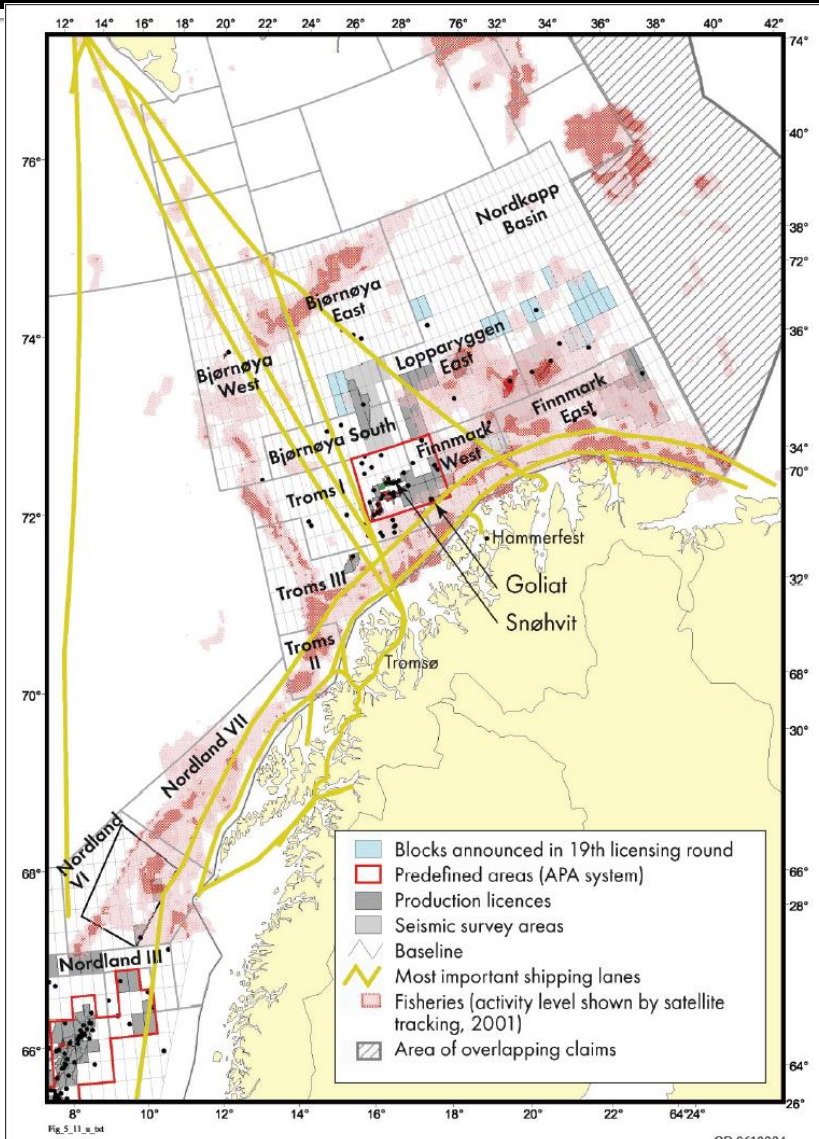 12° 14° 16° 18° 20° 22° 24° 26° 28° 76° 30° 32° 34° 36° 38° 40° 42°
74°
76°
40°
Nordkapp
Basin
38°
72°
Bjørnøya
East
74°
36°
Lopparyggen
East
Bjørnøya
West
Finnmark
East
Bjørnøya South
Finnmark
West
34°
70°
Troms I
72°
Hammerfest
Goliat
32°
Troms III
Snøhvit
Troms
II
Tromsø
68°
70°
30°
Nordland VII
68°
Nordland
VI
66°
28°
Nordland III
66°
64°
26°
8° 10° 12° 14° 16° 18° 20° 22° 64°24°
Blocks announced in 19th licensing round
Predefined areas (APA system)
Production licences
Seismic survey areas
Baseline
Most important shipping lanes
Fisheries (activity level shown by satellite
tracking, 2001)
Area of overlapping claims
Fig_5_11_u_txt